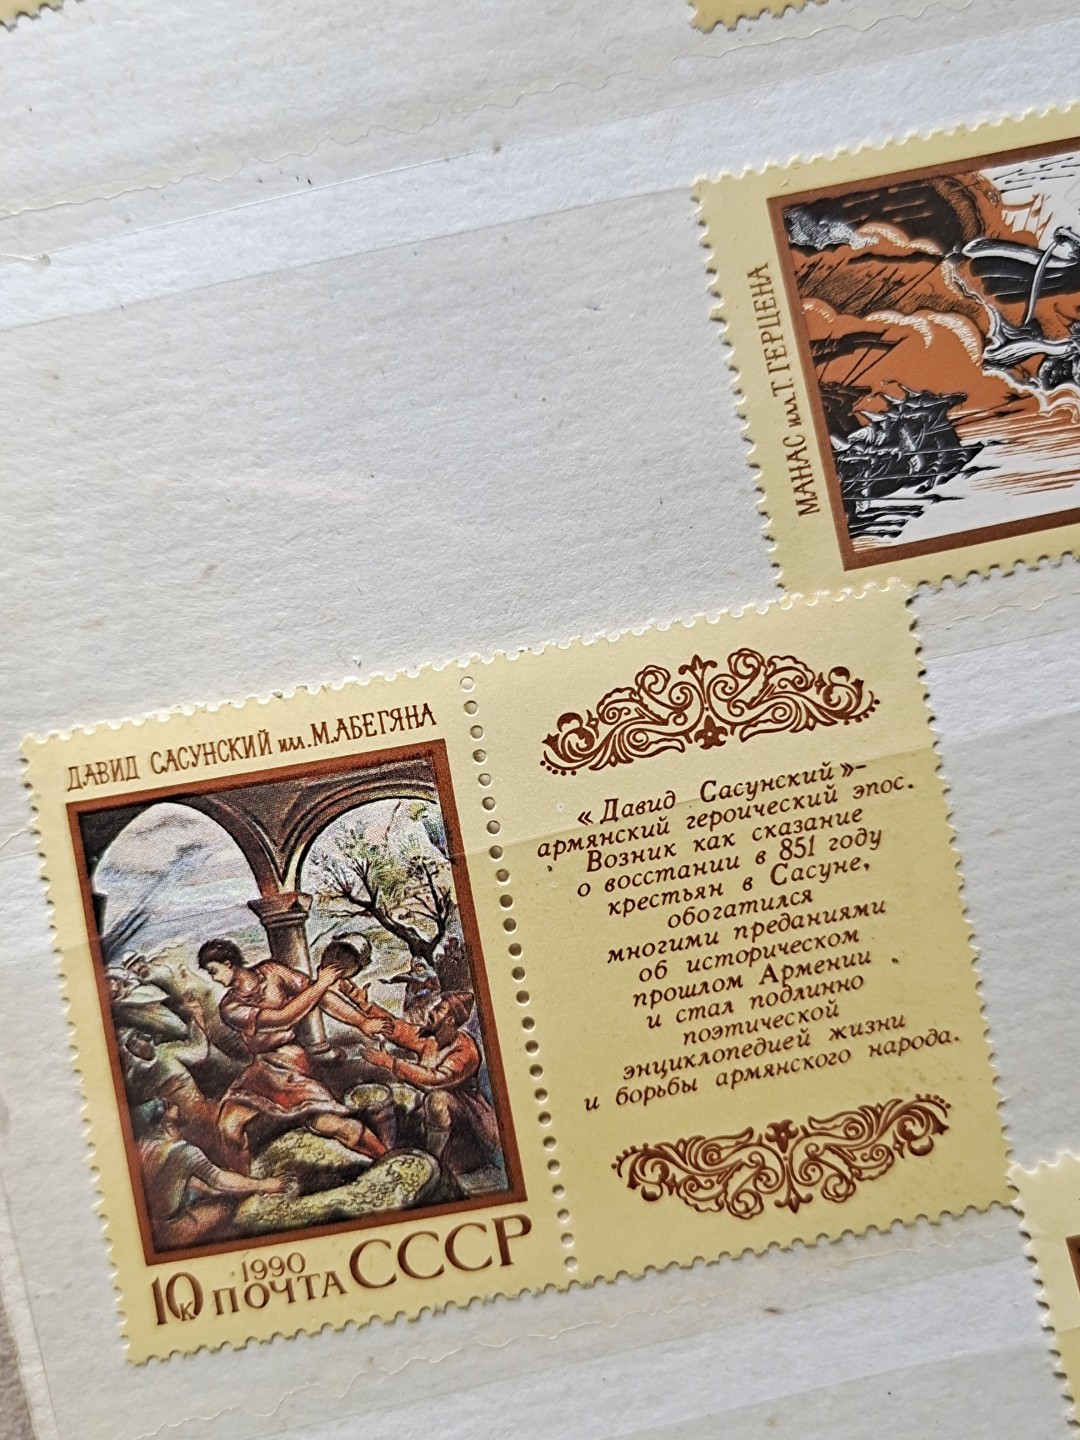 МАНАС илл. Т. ГЕРЦЕНА
ДАВИД САСУНСКИЙ илл. М. АБЕГЯНА
10к
1990
ПОЧТА СССР
« Давид Сасунский »–
армянский героический эпос.
Возник как сказание
о восстании в 851 году
крестьян в Сасуне,
обогатился
многими преданиями
об историческом
прошлом Армении
и стал подлинно
поэтической
энциклопедией жизни
и борьбы армянского народа.